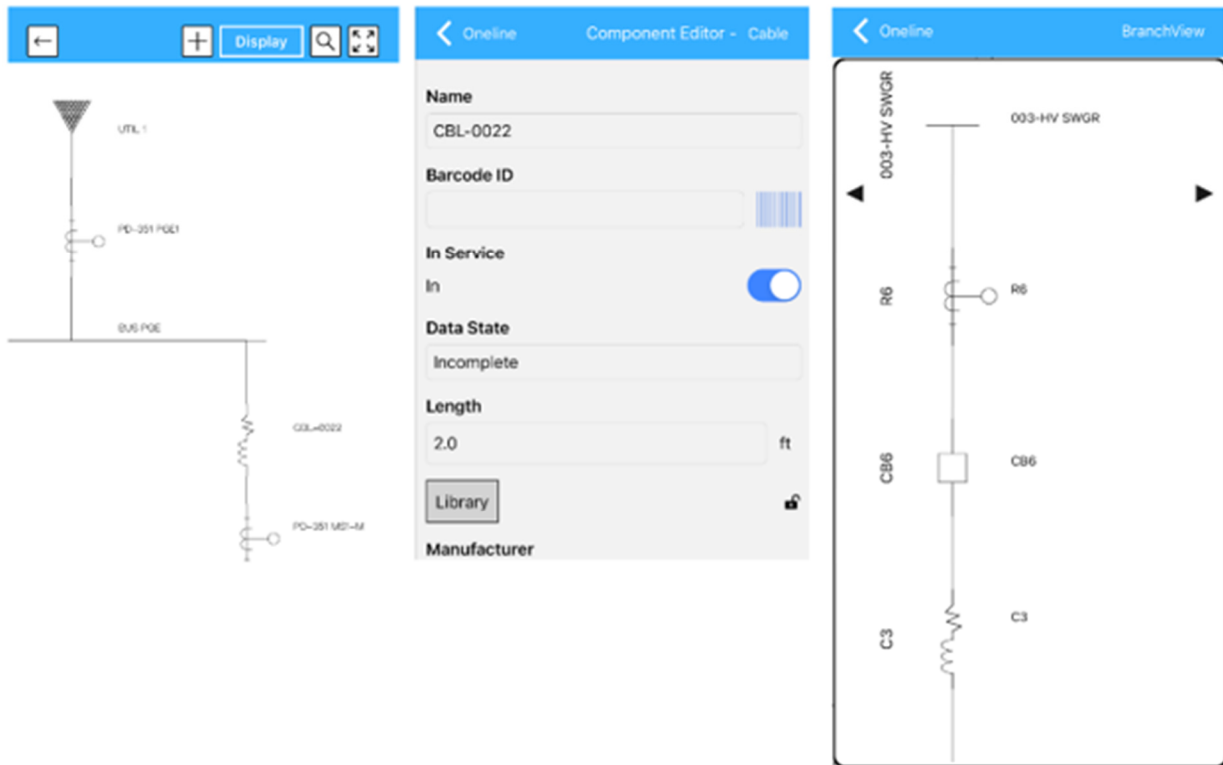 Display
UTIL 1
PD-351 PGE1
BUS PGE
CBL-0022
PD-351 MS1-M
Oneline
Component Editor - Cable
Name
CBL-0022
Barcode ID
In Service
In
Data State
Incomplete
Length
2.0 ft
Library
Manufacturer
Oneline
BranchView
003-HV SWGR
003-HV SWGR
R6
R6
CB6
CB6
C3
C3